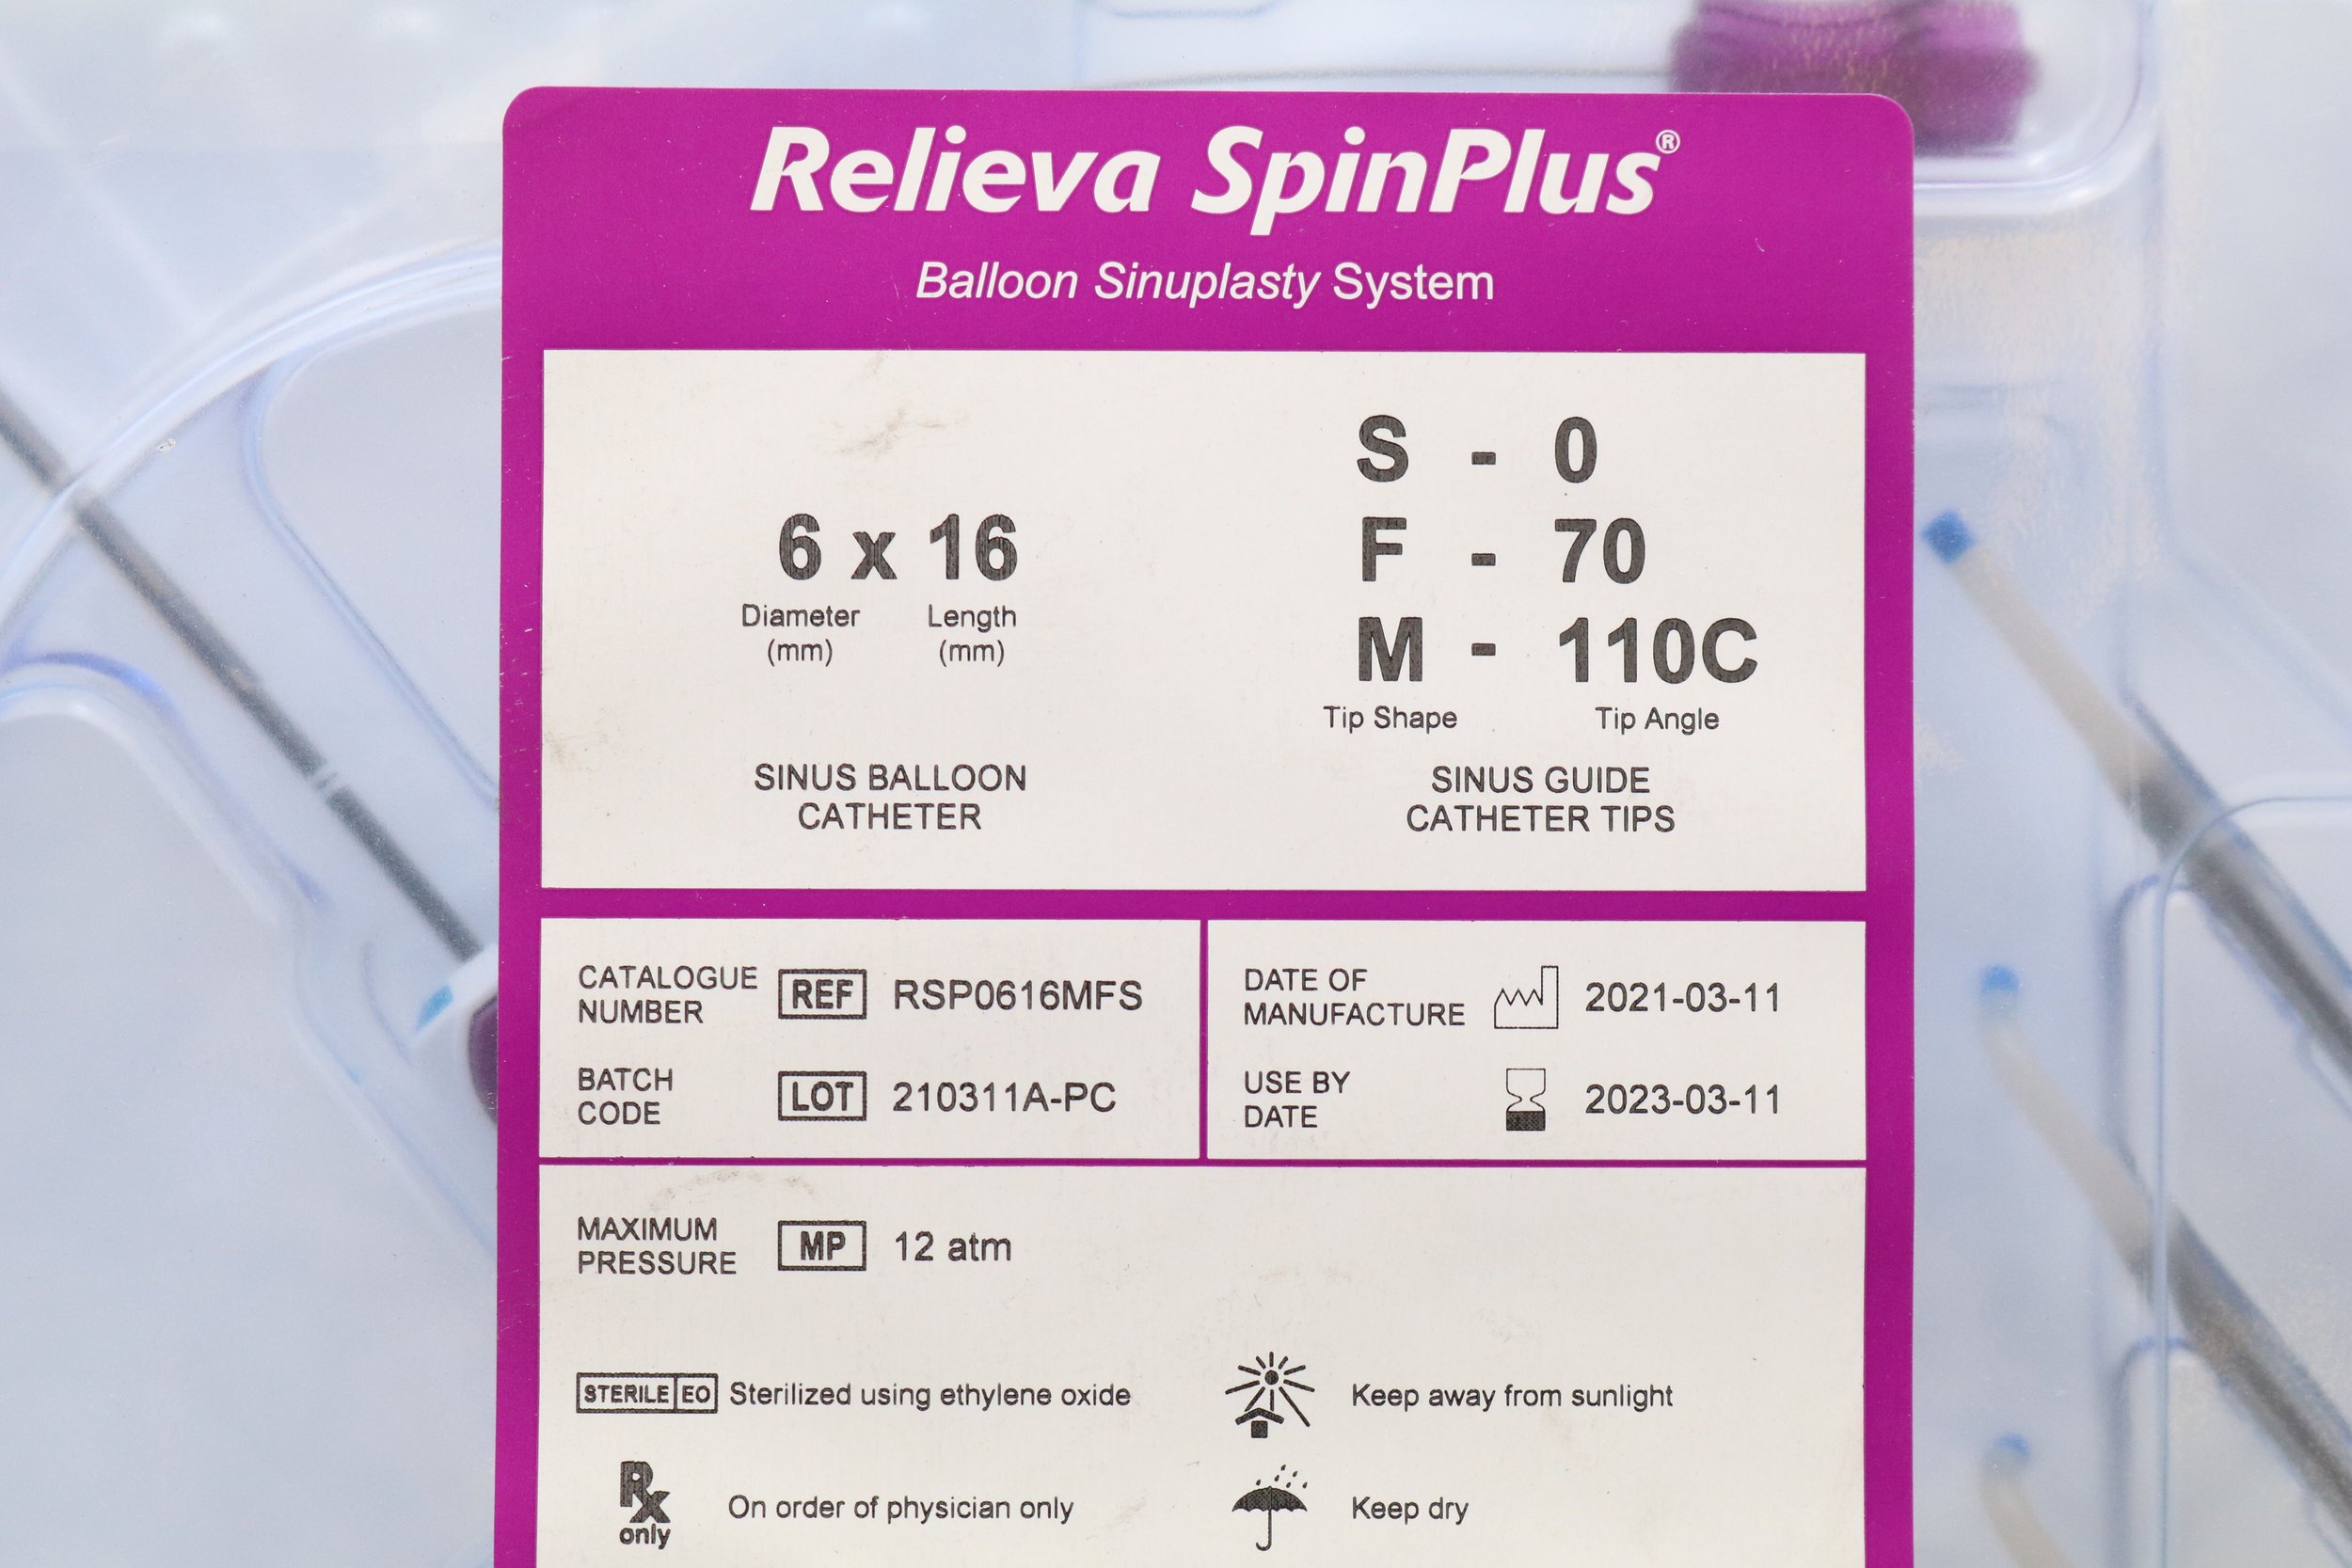 Relieva SpinPlus®
Balloon Sinuplasty System
6 x 16
Diameter (mm)
Length (mm)
SINUS BALLOON
CATHETER
S - 0
F - 70
M - 110C
Tip Shape
Tip Angle
SINUS GUIDE
CATHETER TIPS
CATALOGUE
NUMBER
REF
RSP0616MFS
BATCH
CODE
LOT
210311A-PC
DATE OF
MANUFACTURE
2021-03-11
USE BY
DATE
2023-03-11
MAXIMUM
PRESSURE
MP
12 atm
STERILE EO Sterilized using ethylene oxide
Keep away from sunlight
Rx
only
On order of physician only
Keep dry